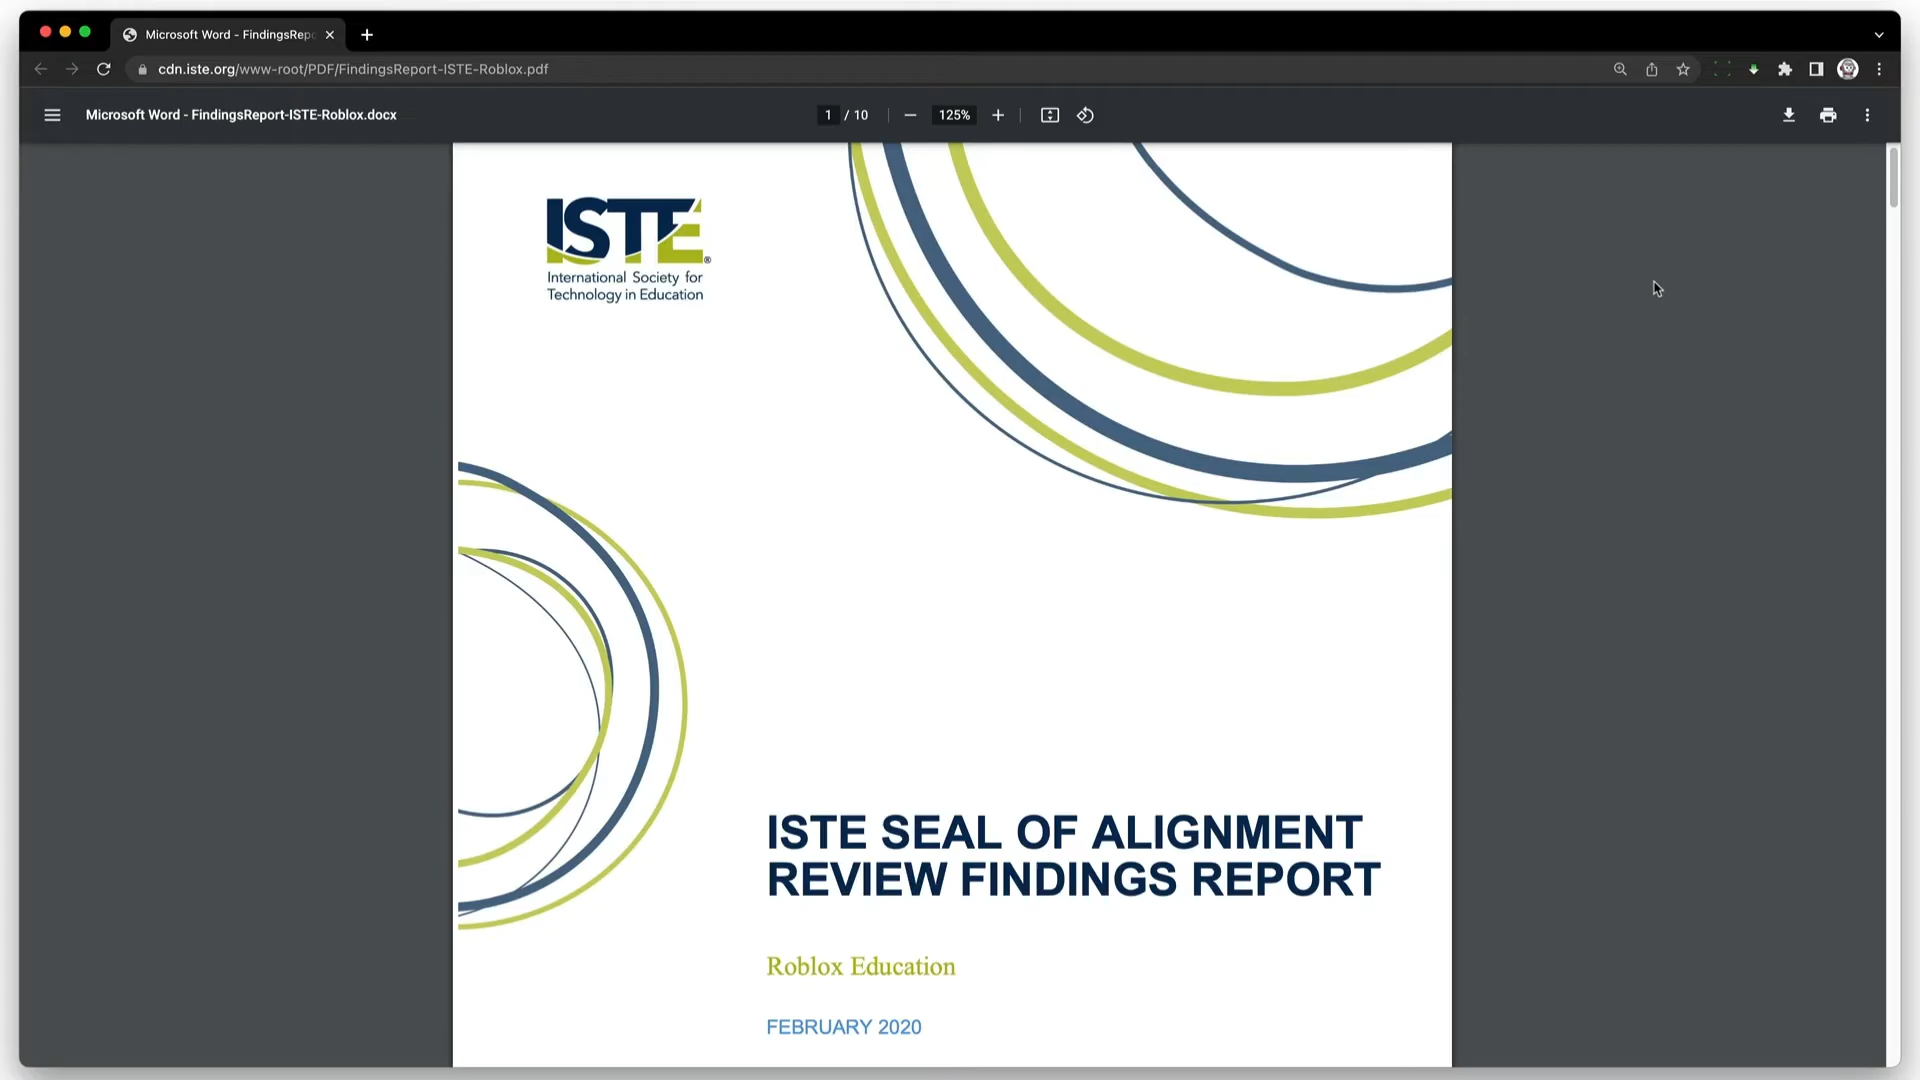 Microsoft Word - FindingsRep
cdn.iste.org/www-root/PDF/FindingsReport-ISTE-Roblox.pdf
Microsoft Word - FindingsReport-ISTE-Roblox.docx
1 / 10
125%
ISTE®
International Society for
Technology in Education
ISTE SEAL OF ALIGNMENT
REVIEW FINDINGS REPORT
Roblox Education
FEBRUARY 2020